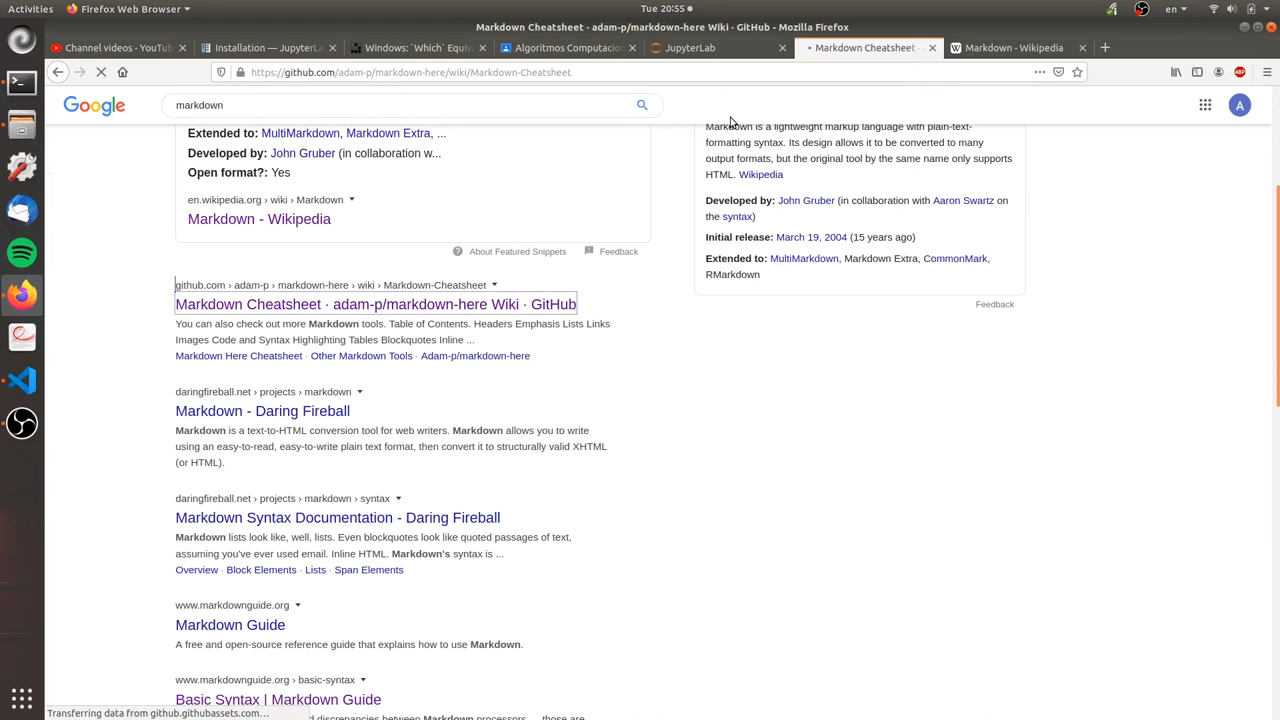 Tue 20:55
en
Markdown Cheatsheet · adam-p/markdown-here Wiki · GitHub - Mozilla Firefox
Channel videos - YouTube
Installation — JupyterLab
Windows: `Which` Equiv
Algoritmos Computacion
JupyterLab
Markdown Cheatsheet ·
Markdown - Wikipedia
https://github.com/adam-p/markdown-here/wiki/Markdown-Cheatsheet
ABP
Google
markdown
A
Extended to: MultiMarkdown, Markdown Extra, ...
Developed by: John Gruber (in collaboration w...
Open format?: Yes
en.wikipedia.org › wiki › Markdown
Markdown - Wikipedia
About Featured Snippets
Feedback
Markdown is a lightweight markup language with plain-text-
formatting syntax. Its design allows it to be converted to many
output formats, but the original tool by the same name only supports
HTML. Wikipedia
Developed by: John Gruber (in collaboration with Aaron Swartz on
the syntax)
Initial release: March 19, 2004 (15 years ago)
Extended to: MultiMarkdown, Markdown Extra, CommonMark,
RMarkdown
Feedback
github.com › adam-p › markdown-here › wiki › Markdown-Cheatsheet
Markdown Cheatsheet · adam-p/markdown-here Wiki · GitHub
You can also check out more Markdown tools. Table of Contents. Headers Emphasis Lists Links
Images Code and Syntax Highlighting Tables Blockquotes Inline ...
Markdown Here Cheatsheet · Other Markdown Tools · Adam-p/markdown-here
daringfireball.net › projects › markdown
Markdown - Daring Fireball
Markdown is a text-to-HTML conversion tool for web writers. Markdown allows you to write
using an easy-to-read, easy-to-write plain text format, then convert it to structurally valid XHTML
(or HTML).
daringfireball.net › projects › markdown › syntax
Markdown Syntax Documentation - Daring Fireball
Markdown lists look like, well, lists. Even blockquotes look like quoted passages of text,
assuming you've ever used email. Inline HTML. Markdown's syntax is ...
Overview · Block Elements · Lists · Span Elements
www.markdownguide.org
Markdown Guide
A free and open-source reference guide that explains how to use Markdown.
www.markdownguide.org › basic-syntax
Basic Syntax | Markdown Guide
discrepancies between Markdown processors ... those are
Transferring data from github.githubassets.com…